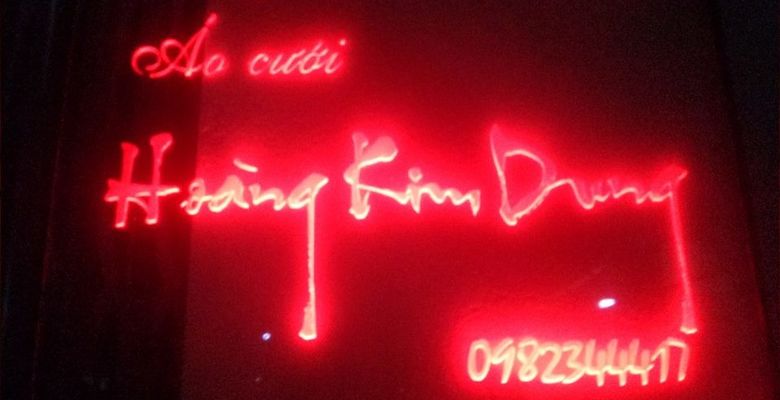 Áo cưới
Hoàng Kim Dung
0982344417